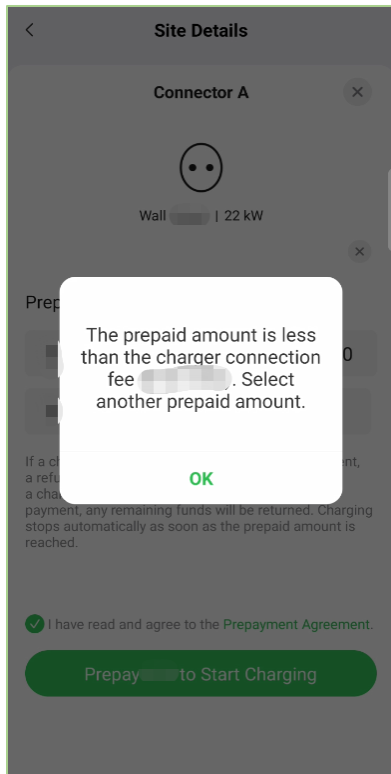 Site Details
Connector A
Wall | 22 kW
Prep
0
The prepaid amount is less
than the charger connection
fee . Select
another prepaid amount.
OK
If a ch nt,
a refu
a cha
payment, any remaining funds will be returned. Charging
stops automatically as soon as the prepaid amount is
reached.
I have read and agree to the Prepayment Agreement.
Prepay to Start Charging